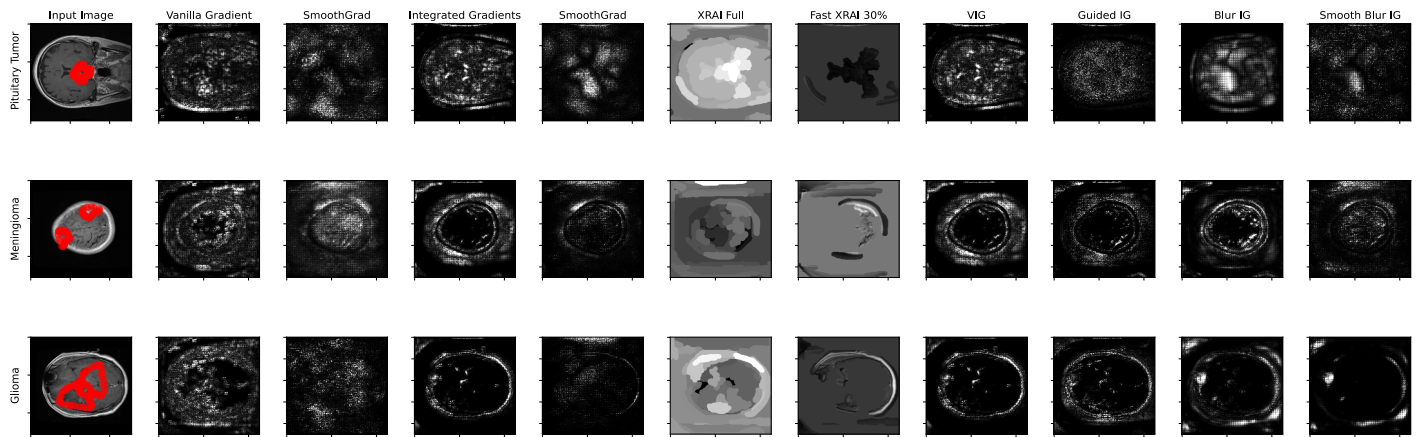 Input Image
Vanilla Gradient
SmoothGrad
Integrated Gradients
SmoothGrad
XRAI Full
Fast XRAI 30%
VIG
Guided IG
Blur IG
Smooth Blur IG
Pituitary Tumor
Meningioma
Glioma